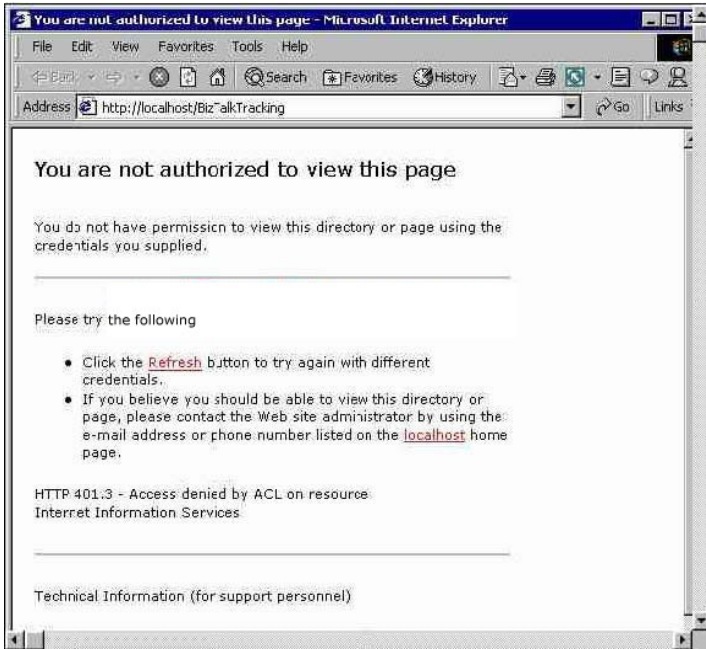 You are not authorized to view this page - Microsoft Internet Explorer
File Edit View Favorites Tools Help
Back Search Favorites History
Address http://localhost/BizTalkTracking Go Links
You are not authorized to view this page
You do not have permission to view this directory or page using the
credentials you supplied.
Please try the following
Click the Refresh button to try again with different
credentials.
If you believe you should be able to view this directory or
page, please contact the Web site administrator by using the
e-mail address or phone number listed on the localhost home
page.
HTTP 401.3 - Access denied by ACL on resource
Internet Information Services
Technical Information (for support personnel)